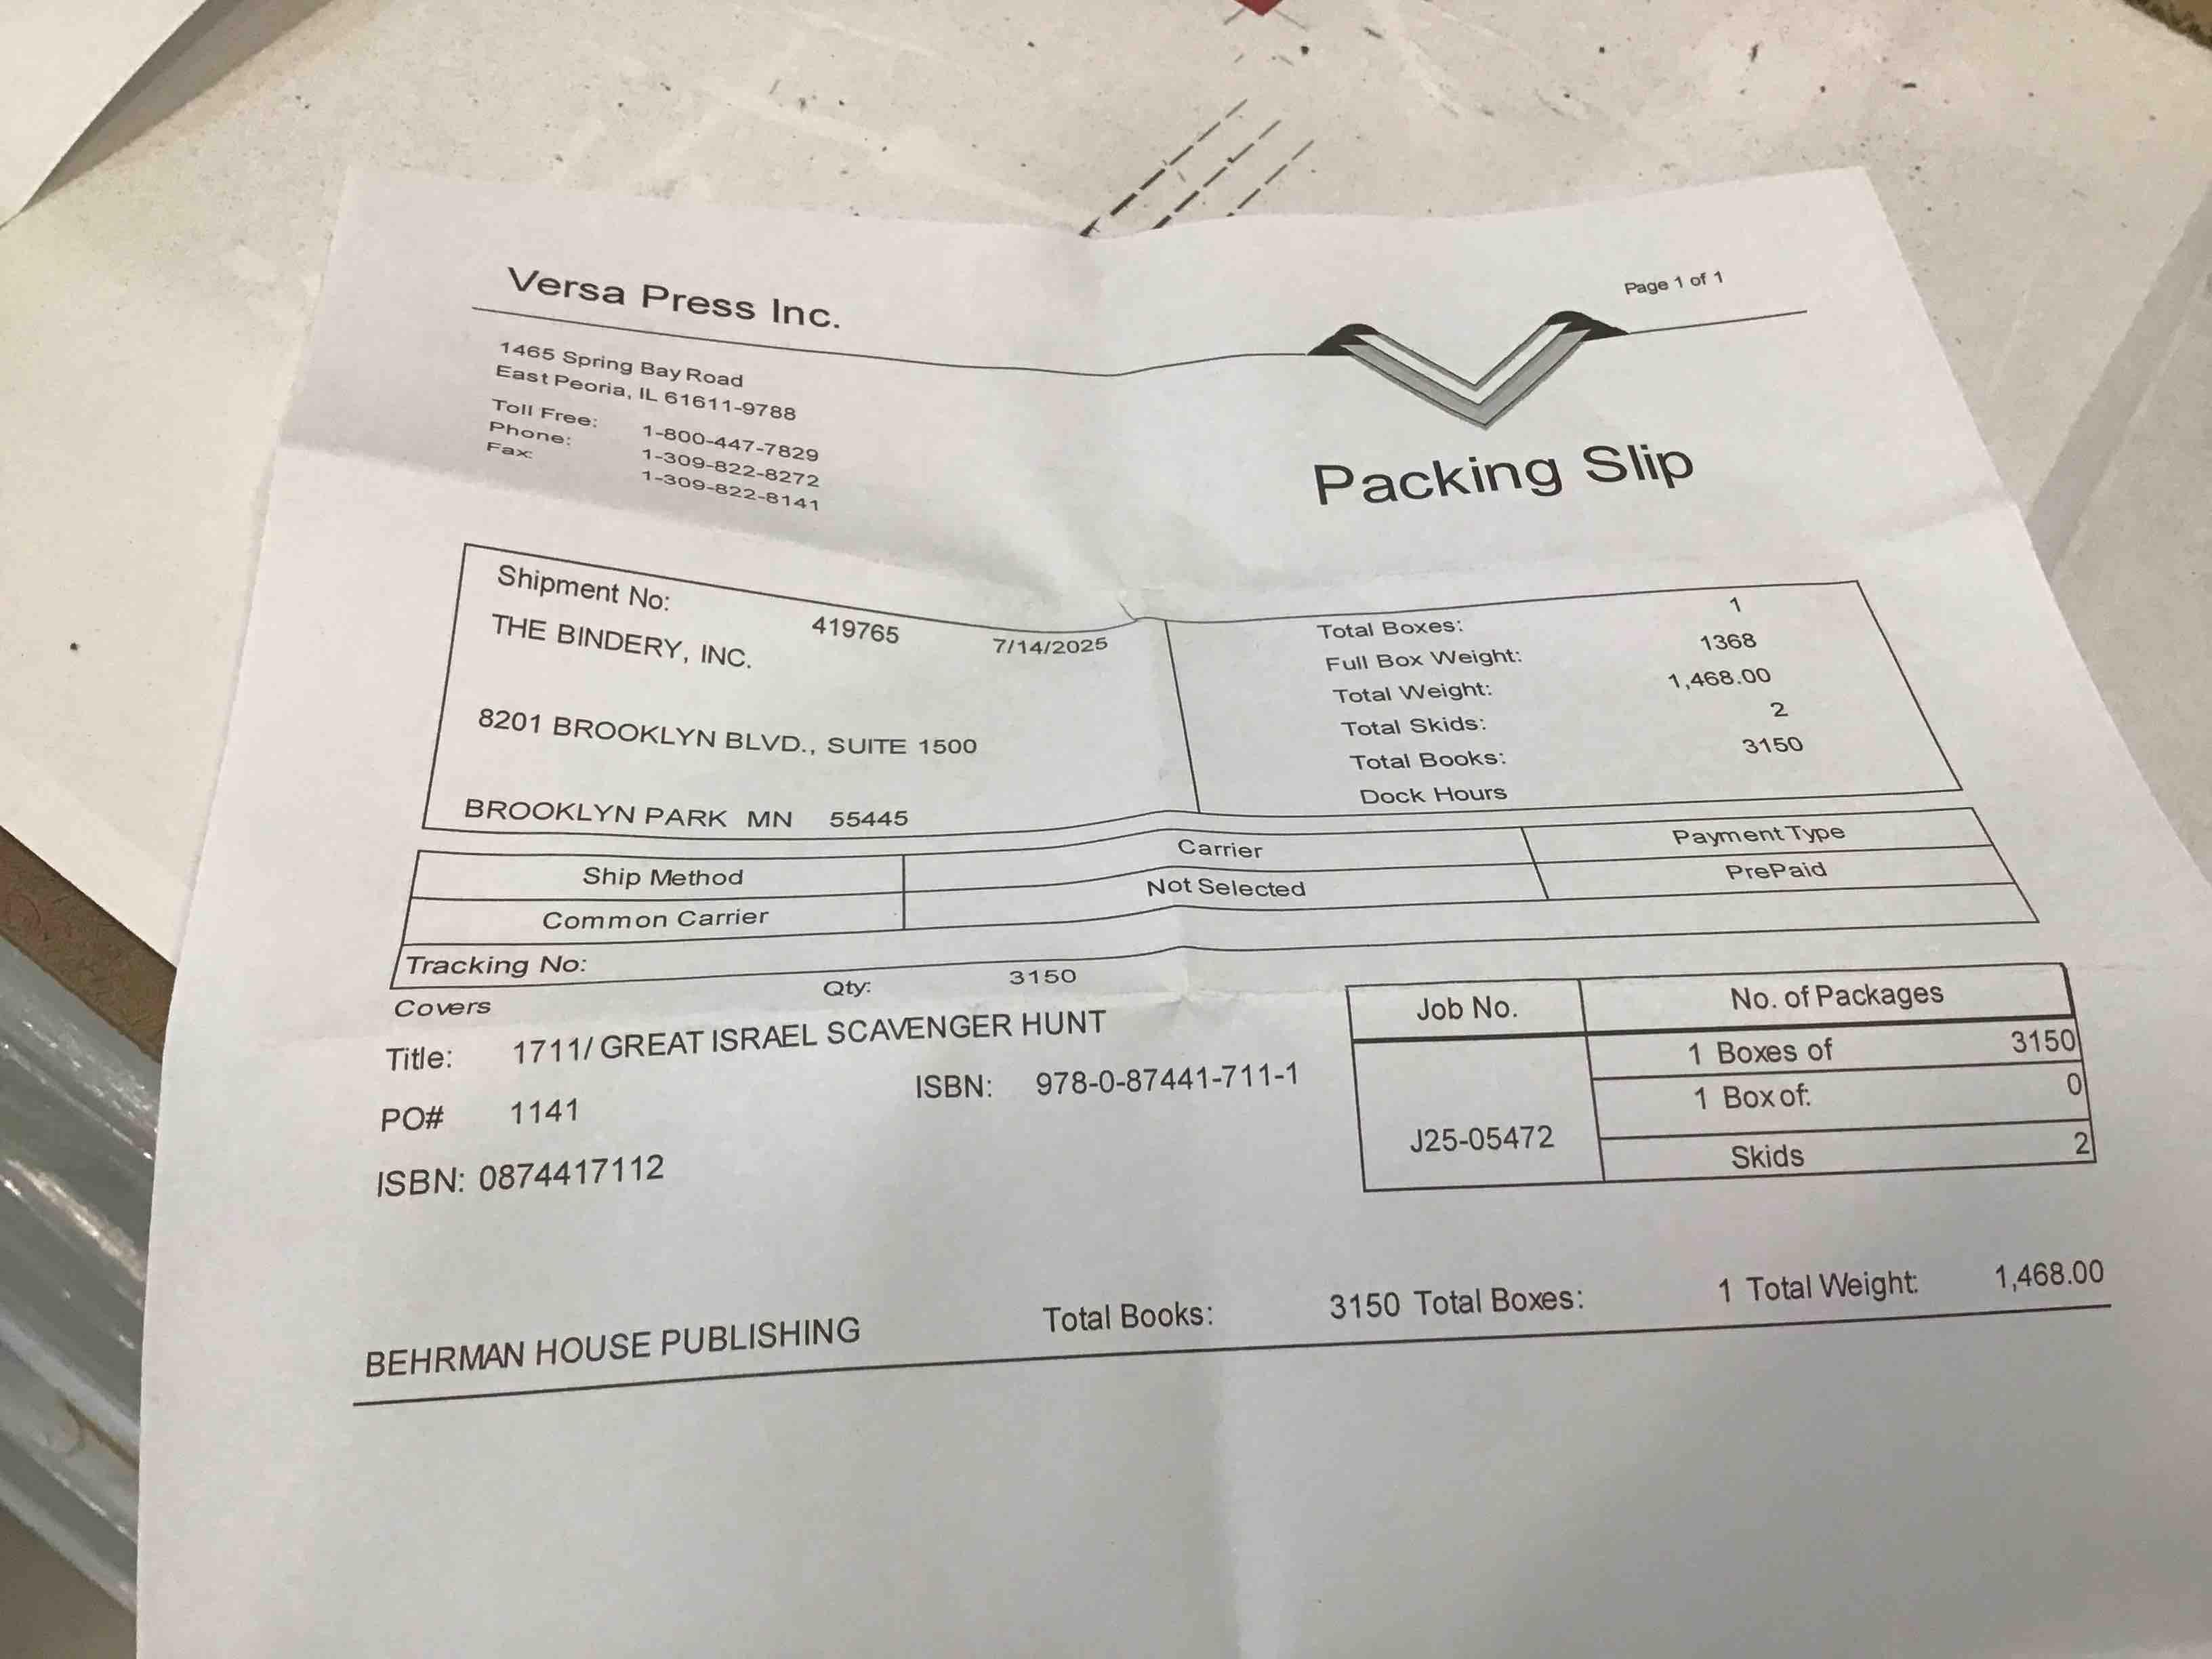 Page 1 of 1
Versa Press Inc.
1465 Spring Bay Road
East Peoria, IL 61611-9788
Toll Free: 1-800-447-7829
Phone: 1-309-822-8272
Fax: 1-309-822-8141
Packing Slip
Shipment No: 419765 7/14/2025
THE BINDERY, INC.
8201 BROOKLYN BLVD., SUITE 1500
BROOKLYN PARK MN 55445
Total Boxes: 1
Full Box Weight: 1368
Total Weight: 1,468.00
Total Skids: 2
Total Books: 3150
Dock Hours
Ship Method Carrier Payment Type
Common Carrier Not Selected PrePaid
Tracking No:
Covers Qty: 3150
Title: 1711/ GREAT ISRAEL SCAVENGER HUNT
PO# 1141 ISBN: 978-0-87441-711-1
ISBN: 0874417112
Job No. No. of Packages
J25-05472
1 Boxes of 3150
1 Box of: 0
Skids 2
BEHRMAN HOUSE PUBLISHING Total Books: 3150 Total Boxes: 1 Total Weight: 1,468.00